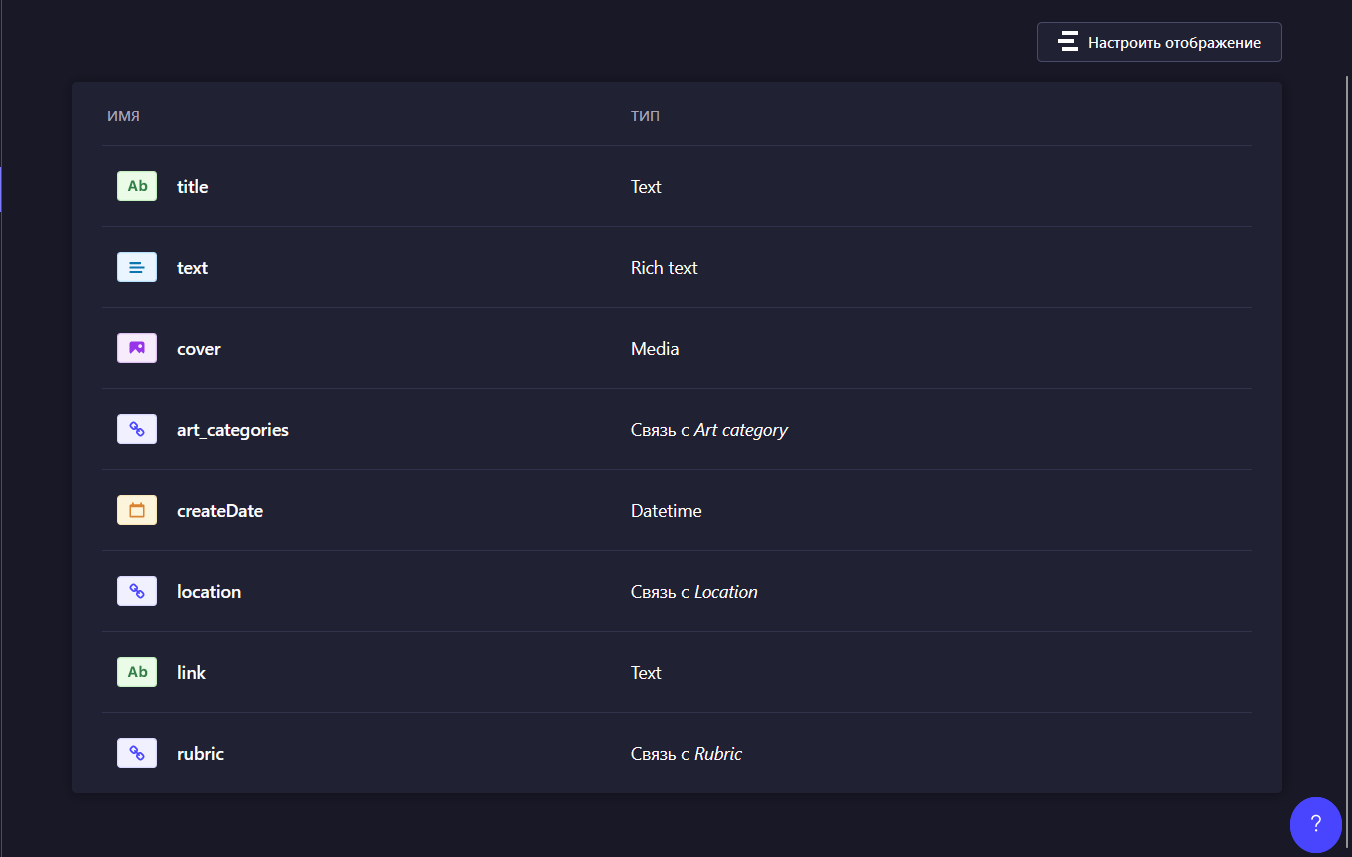 Настроить отображение
ИМЯ ТИП
Ab title Text
text Rich text
cover Media
art_categories Связь с Art category
createDate Datetime
location Связь с Location
Ab link Text
rubric Связь с Rubric
?